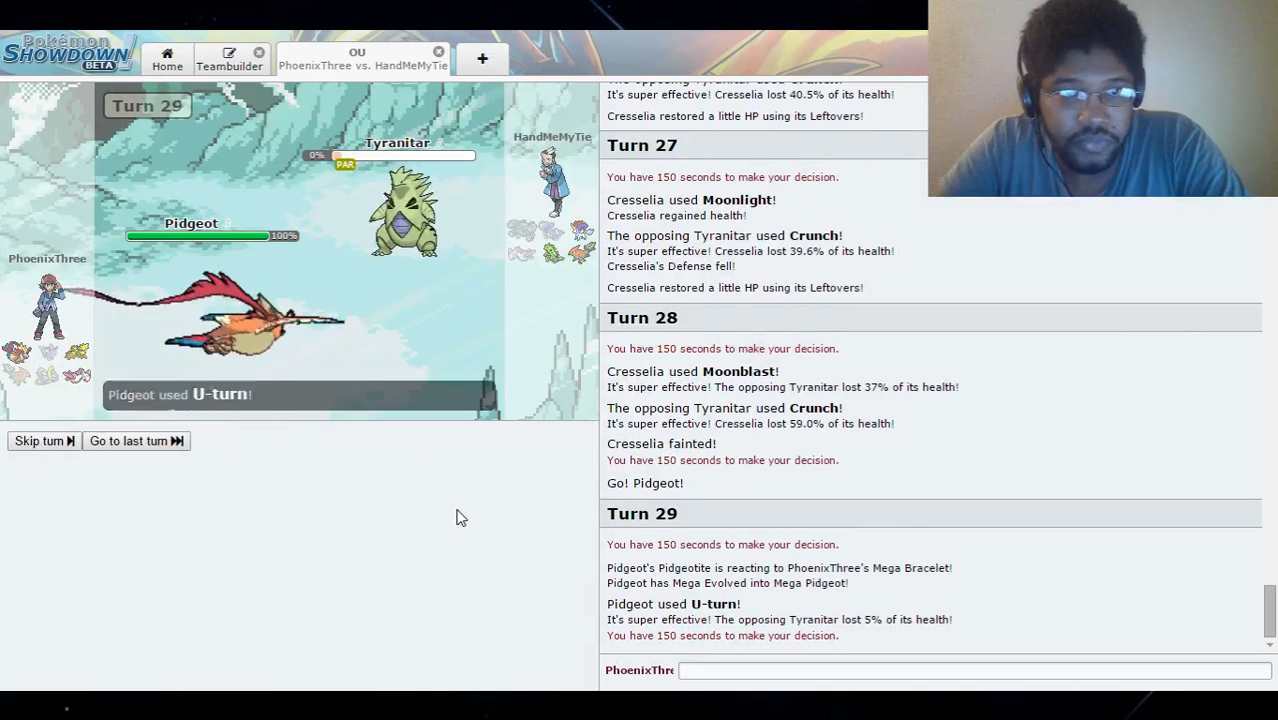 Pokémon
SHOWDOWN!
BETA
Home
Teambuilder
OU
PhoenixThree vs. HandMeMyTie
+
Turn 29
Tyranitar
0%
PAR
HandMeMyTie
Pidgeot
100%
PhoenixThree
Pidgeot used U-turn!
Skip turn
Go to last turn
It's super effective! Cresselia lost 40.5% of its health!
Cresselia restored a little HP using its Leftovers!
Turn 27
You have 150 seconds to make your decision.
Cresselia used Moonlight!
Cresselia regained health!
The opposing Tyranitar used Crunch!
It's super effective! Cresselia lost 39.6% of its health!
Cresselia's Defense fell!
Cresselia restored a little HP using its Leftovers!
Turn 28
You have 150 seconds to make your decision.
Cresselia used Moonblast!
It's super effective! The opposing Tyranitar lost 37% of its health!
The opposing Tyranitar used Crunch!
It's super effective! Cresselia lost 59.0% of its health!
Cresselia fainted!
You have 150 seconds to make your decision.
Go! Pidgeot!
Turn 29
You have 150 seconds to make your decision.
Pidgeot's Pidgeotite is reacting to PhoenixThree's Mega Bracelet!
Pidgeot has Mega Evolved into Mega Pidgeot!
Pidgeot used U-turn!
It's super effective! The opposing Tyranitar lost 5% of its health!
You have 150 seconds to make your decision.
PhoenixThre